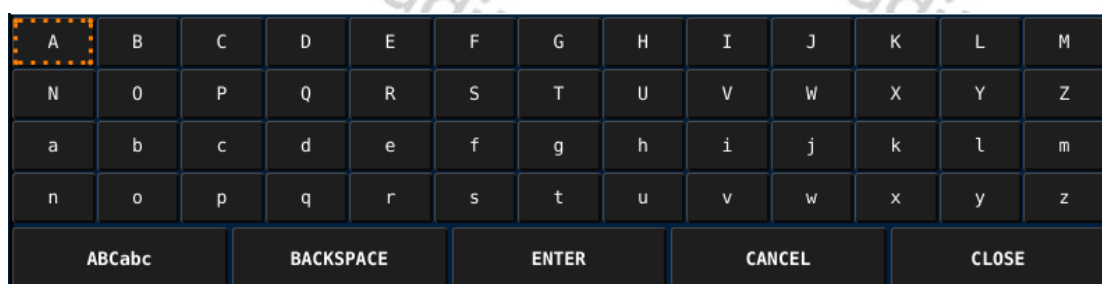 A B C D E F G H I J K L M
N O P Q R S T U V W X Y Z
a b c d e f g h i j k l m
n o p q r s t u v w x y z
ABCabc BACKSPACE ENTER CANCEL CLOSE